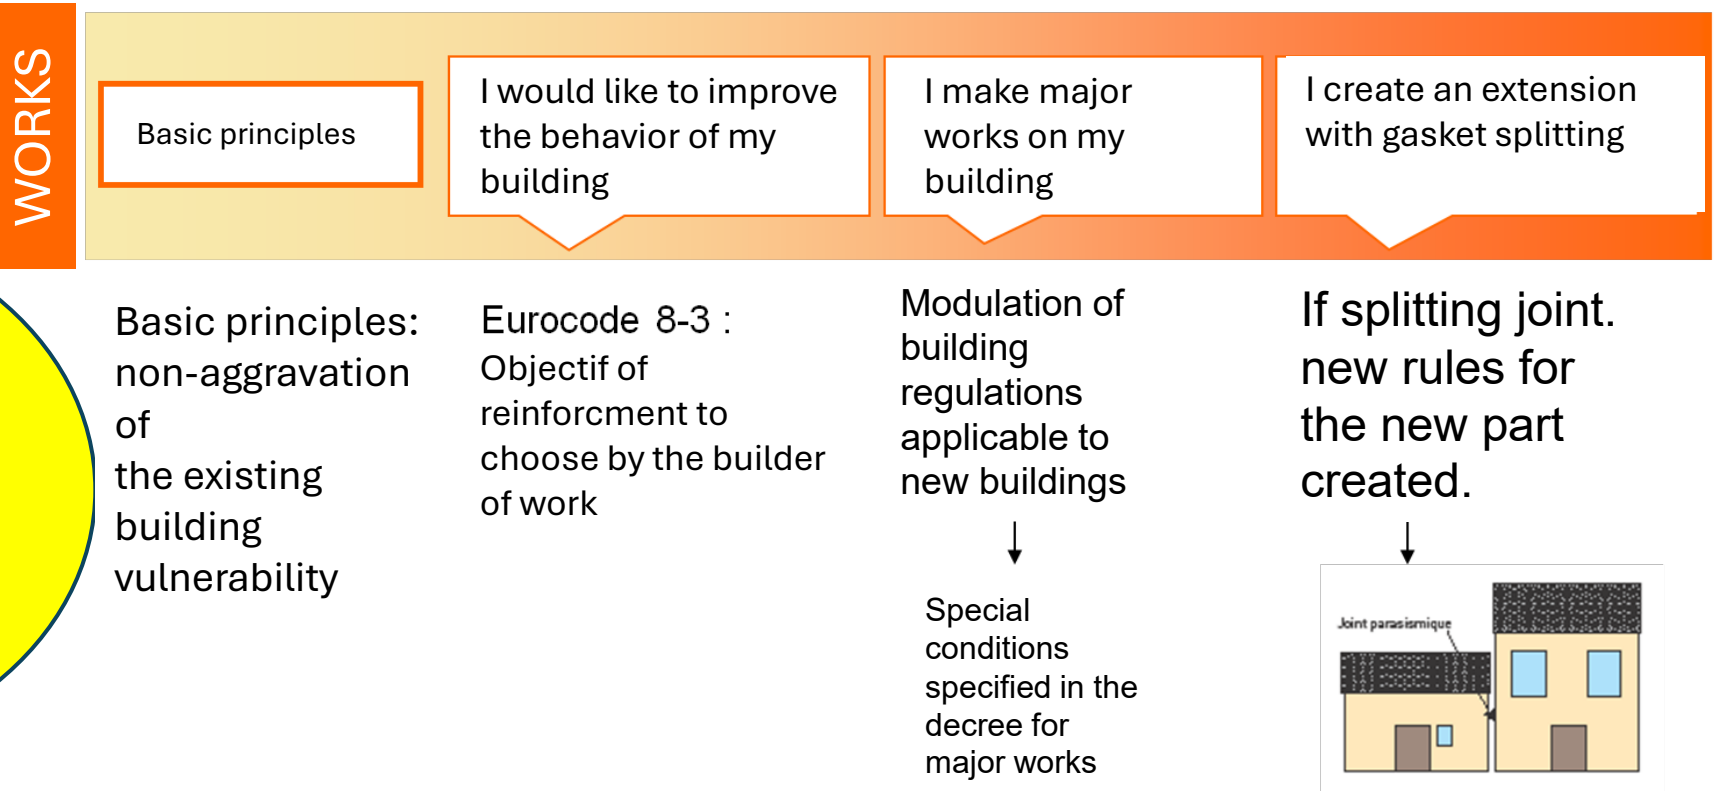 WORKS
Basic principles
I would like to improve
the behavior of my
building
I make major
works on my
building
I create an extension
with gasket splitting
Basic principles:
non-aggravation
of
the existing
building
vulnerability
Eurocode 8-3 :
Objectif of
reinforcment to
choose by the builder
of work
Modulation of
building
regulations
applicable to
new buildings
Special
conditions
specified in the
decree for
major works
If splitting joint.
new rules for
the new part
created.
Joint parasismique